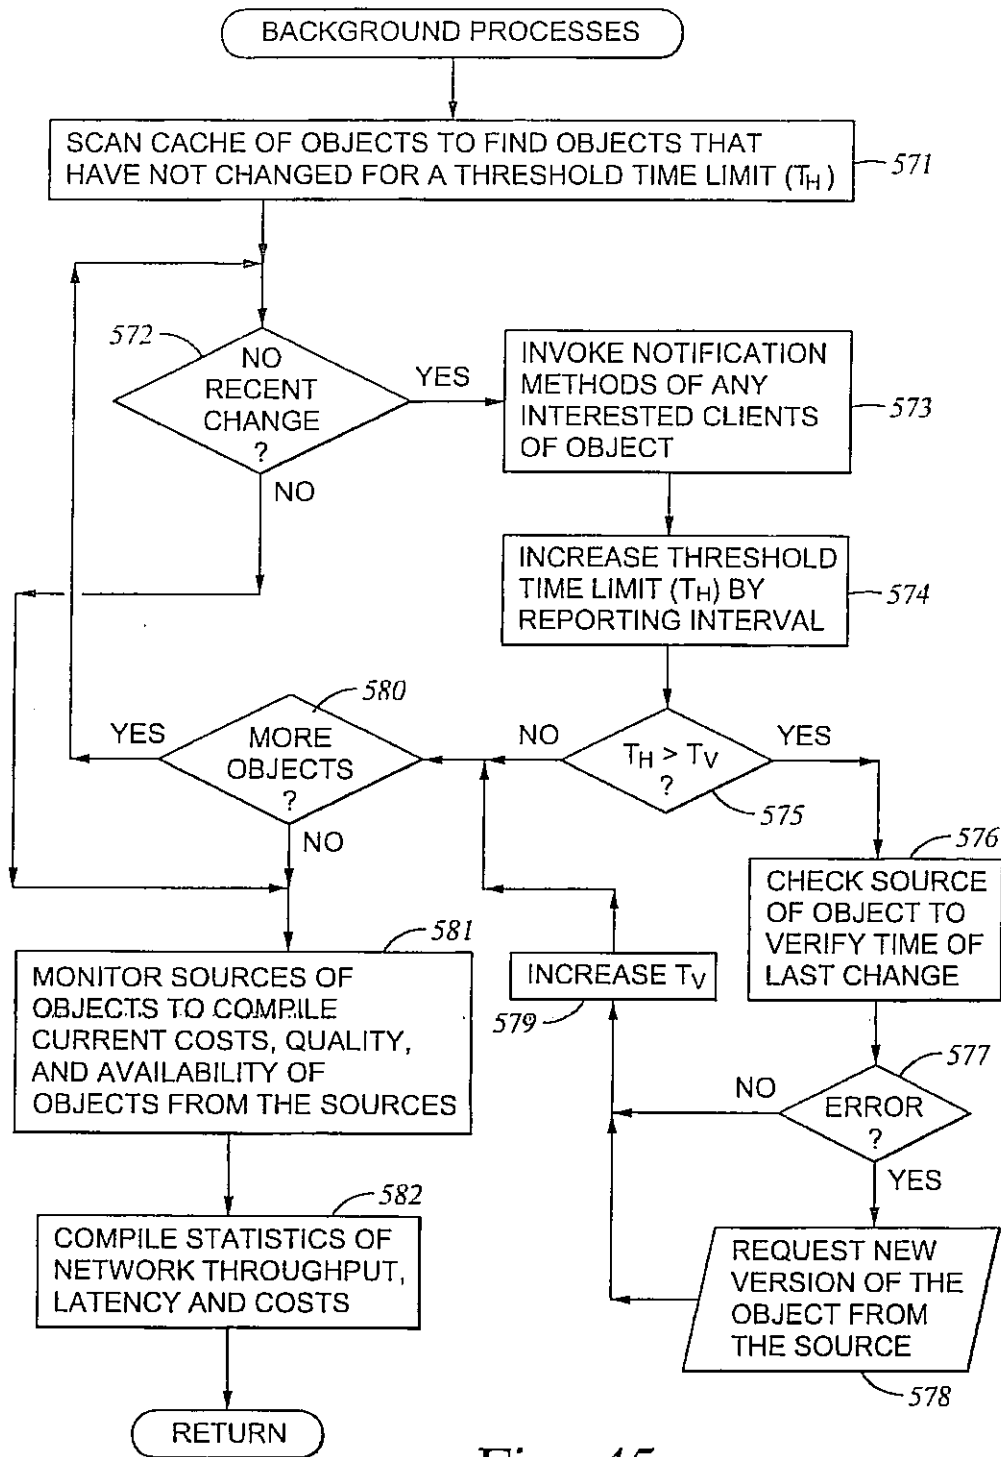 BACKGROUND PROCESSES
SCAN CACHE OF OBJECTS TO FIND OBJECTS THAT
HAVE NOT CHANGED FOR A THRESHOLD TIME LIMIT (TH)
571
572
NO
RECENT
CHANGE
?
YES
NO
INVOKE NOTIFICATION
METHODS OF ANY
INTERESTED CLIENTS
OF OBJECT
573
INCREASE THRESHOLD
TIME LIMIT (TH) BY
REPORTING INTERVAL
574
580
YES
MORE
OBJECTS
?
NO
NO
TH > TV
?
YES
575
576
CHECK SOURCE
OF OBJECT TO
VERIFY TIME OF
LAST CHANGE
581
MONITOR SOURCES OF
OBJECTS TO COMPILE
CURRENT COSTS, QUALITY,
AND AVAILABILITY OF
OBJECTS FROM THE SOURCES
INCREASE TV
579
577
NO
ERROR
?
YES
582
COMPILE STATISTICS OF
NETWORK THROUGHPUT,
LATENCY AND COSTS
REQUEST NEW
VERSION OF THE
OBJECT FROM
THE SOURCE
578
RETURN